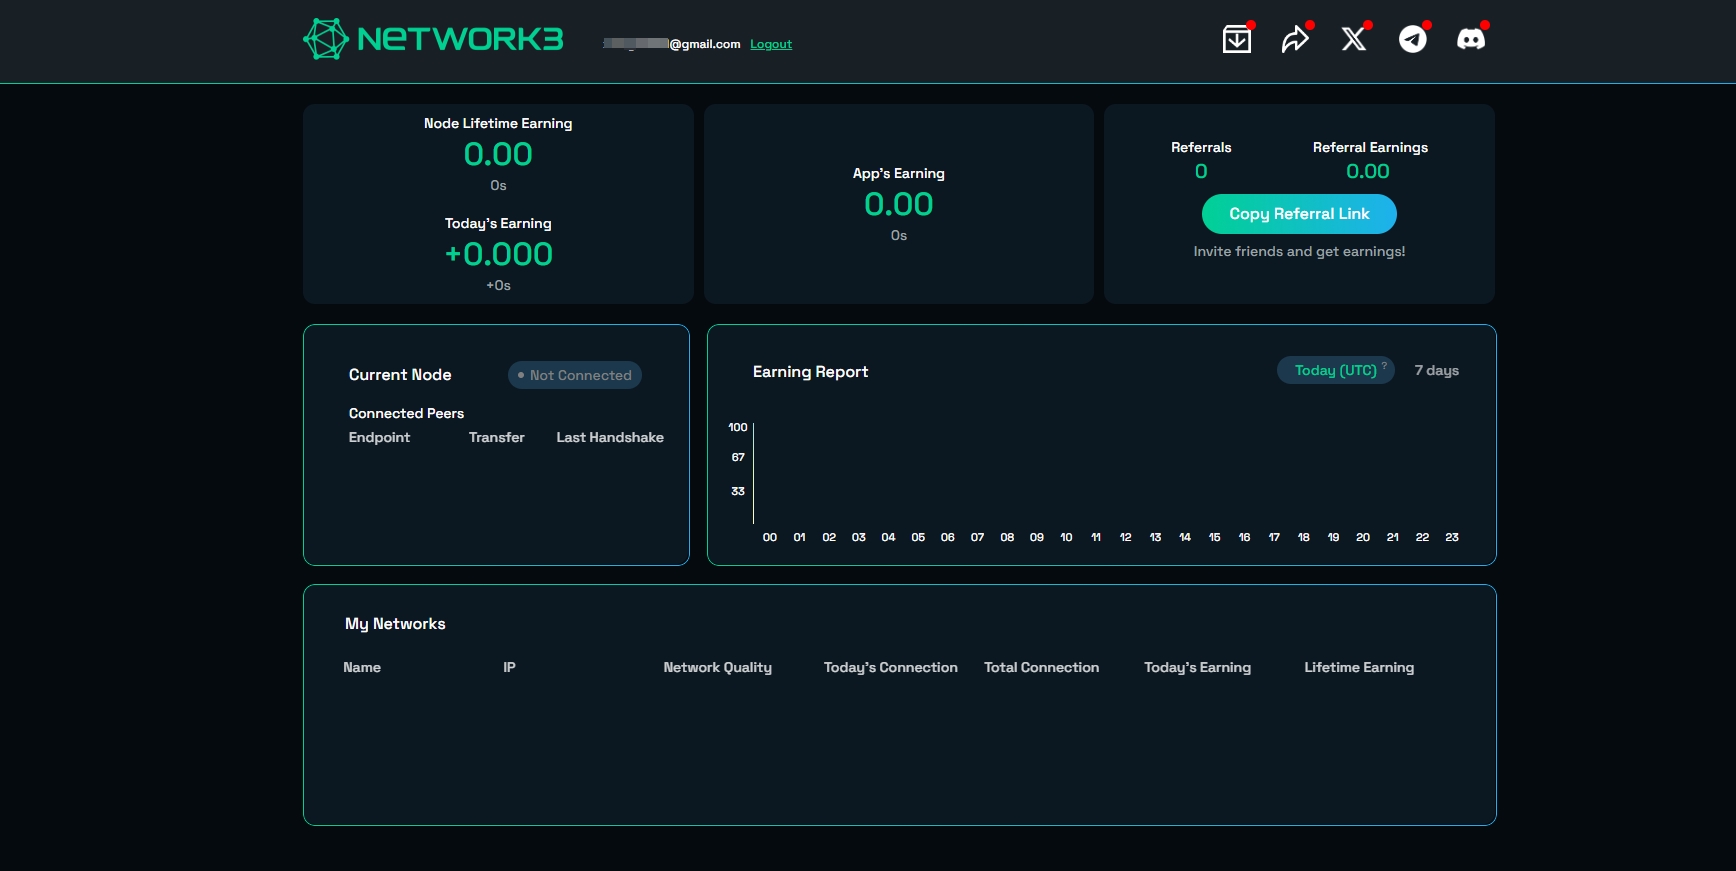 NETWORK3
@gmail.com Logout
Node Lifetime Earning
0.00
0s
Today's Earning
+0.000
+0s
App's Earning
0.00
0s
Referrals
0
Referral Earnings
0.00
Copy Referral Link
Invite friends and get earnings!
Current Node
Not Connected
Connected Peers
Endpoint Transfer Last Handshake
Earning Report
Today (UTC) ?
7 days
100
67
33
00 01 02 03 04 05 06 07 08 09 10 11 12 13 14 15 16 17 18 19 20 21 22 23
My Networks
Name IP Network Quality Today's Connection Total Connection Today's Earning Lifetime Earning